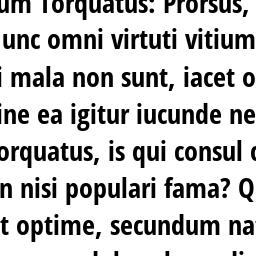 um Torquatus: Prorsus,
unc omni virtuti vitium
i mala non sunt, iacet o
ine ea igitur iucunde ne
orquatus, is qui consul
n nisi populari fama? Q
t optime, secundum na